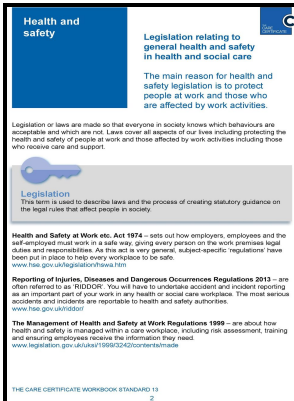 Health and
safety
THE
CARE
CERTIFICATE
Legislation relating to
general health and safety
in health and social care
The main reason for health and
safety legislation is to protect
people at work and those who
are affected by work activities.
Legislation or laws are made so that everyone in society knows which behaviours are
acceptable and which are not. Laws cover all aspects of our lives including protecting the
health and safety of people at work and those affected by work activities including those
who receive care and support.
Legislation
This term is used to describe laws and the process of creating statutory guidance on
the legal rules that affect people in society.
Health and Safety at Work etc. Act 1974 – sets out how employers, employees and the
self-employed must work in a safe way, giving every person on the work premises legal
duties and responsibilities. As this act is very general, subject-specific 'regulations' have
been put in place to help every workplace to be safe.
www.hse.gov.uk/legislation/hswa.htm
Reporting of Injuries, Diseases and Dangerous Occurrences Regulations 2013 – are
often referred to as 'RIDDOR'. You will have to undertake accident and incident reporting
as an important part of your work in any health or social care workplace. The most serious
accidents and incidents are reportable to health and safety authorities.
www.hse.gov.uk/riddor/
The Management of Health and Safety at Work Regulations 1999 – are about how
health and safety is managed within a care workplace, including risk assessment, training
and ensuring employees receive the information they need.
www.legislation.gov.uk/uksi/1999/3242/contents/made
THE CARE CERTIFICATE WORKBOOK STANDARD 13
2